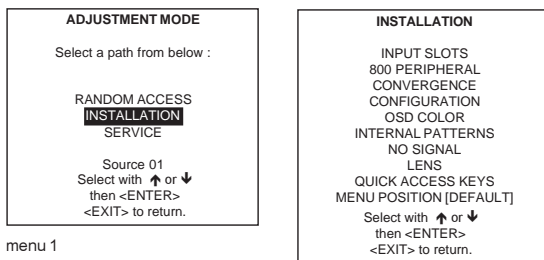 ADJUSTMENT MODE
Select a path from below :
RANDOM ACCESS
INSTALLATION
SERVICE
Source 01
Select with ↑ or ↓
then <ENTER>
<EXIT> to return.
menu 1
INSTALLATION
INPUT SLOTS
800 PERIPHERAL
CONVERGENCE
CONFIGURATION
OSD COLOR
INTERNAL PATTERNS
NO SIGNAL
LENS
QUICK ACCESS KEYS
MENU POSITION [DEFAULT]
Select with ↑ or ↓
then <ENTER>
<EXIT> to return.